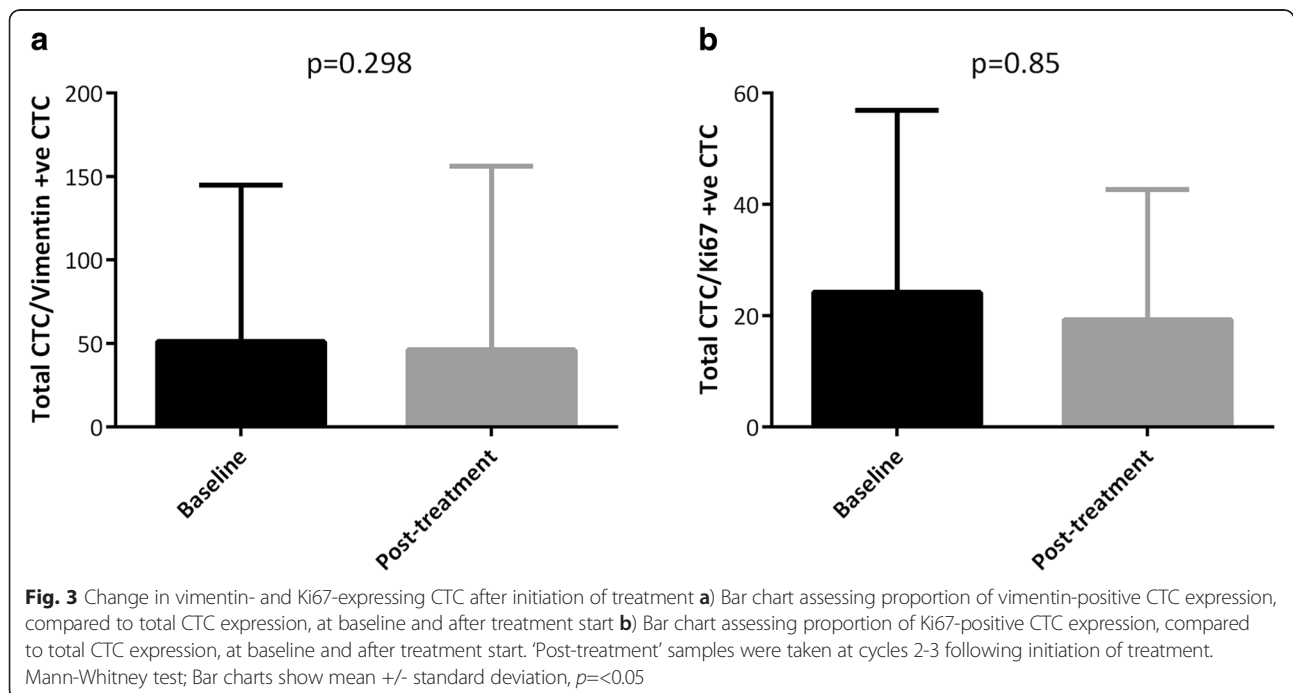 a
p=0.298
Total CTC/Vimentin +ve CTC
200
150
100
50
0
Baseline
Post-treatment
b
p=0.85
Total CTC/Ki67 +ve CTC
60
40
20
0
Baseline
Post-treatment
Fig. 3 Change in vimentin- and Ki67-expressing CTC after initiation of treatment a) Bar chart assessing proportion of vimentin-positive CTC expression,
compared to total CTC expression, at baseline and after treatment start b) Bar chart assessing proportion of Ki67-positive CTC expression, compared
to total CTC expression, at baseline and after treatment start. ‘Post-treatment’ samples were taken at cycles 2-3 following initiation of treatment.
Mann-Whitney test; Bar charts show mean +/- standard deviation, p=<0.05